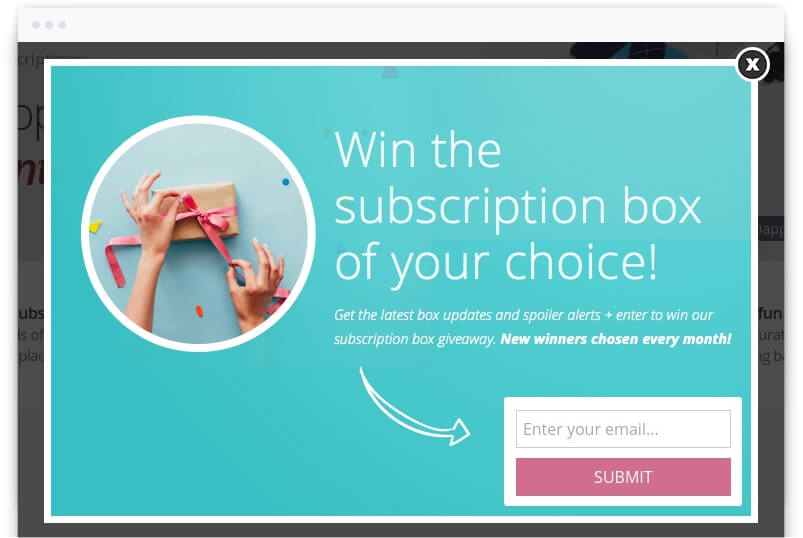 x
Win the
subscription box
of your choice!
Get the latest box updates and spoiler alerts + enter to win our
subscription box giveaway. New winners chosen every month!
Enter your email...
SUBMIT